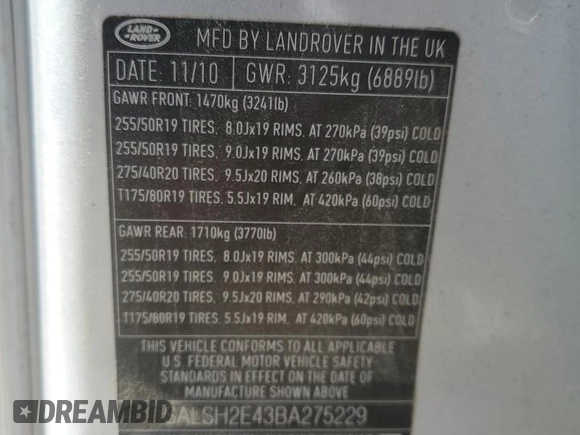 LAND ROVER
MFD BY LANDROVER IN THE UK
DATE: 11/10 GWR: 3125kg (6889lb)
GAWR FRONT: 1470kg (3241lb)
255/50R19 TIRES. 8.0Jx19 RIMS. AT 270kPa (39psi) COLD
255/50R19 TIRES. 9.0Jx19 RIMS. AT 270kPa (39psi) COLD
275/40R20 TIRES. 9.5Jx20 RIMS. AT 260kPa (38psi) COLD
T175/80R19 TIRES. 5.5Jx19 RIM. AT 420kPa (60psi) COLD
GAWR REAR: 1710kg (3770lb)
255/50R19 TIRES. 8.0Jx19 RIMS. AT 300kPa (44psi) COLD
255/50R19 TIRES. 9.0Jx19 RIMS. AT 300kPa (44psi) COLD
275/40R20 TIRES. 9.5Jx20 RIMS. AT 290kPa (42psi) COLD
T175/80R19 TIRES. 5.5Jx19 RIM. AT 420kPa (60psi) COLD
THIS VEHICLE CONFORMS TO ALL APPLICABLE
U.S. FEDERAL MOTOR VEHICLE SAFETY
STANDARDS IN EFFECT ON THE DATE OF
MANUFACTURE SHOWN ABOVE
SALSH2E43BA275229
DREAMBID